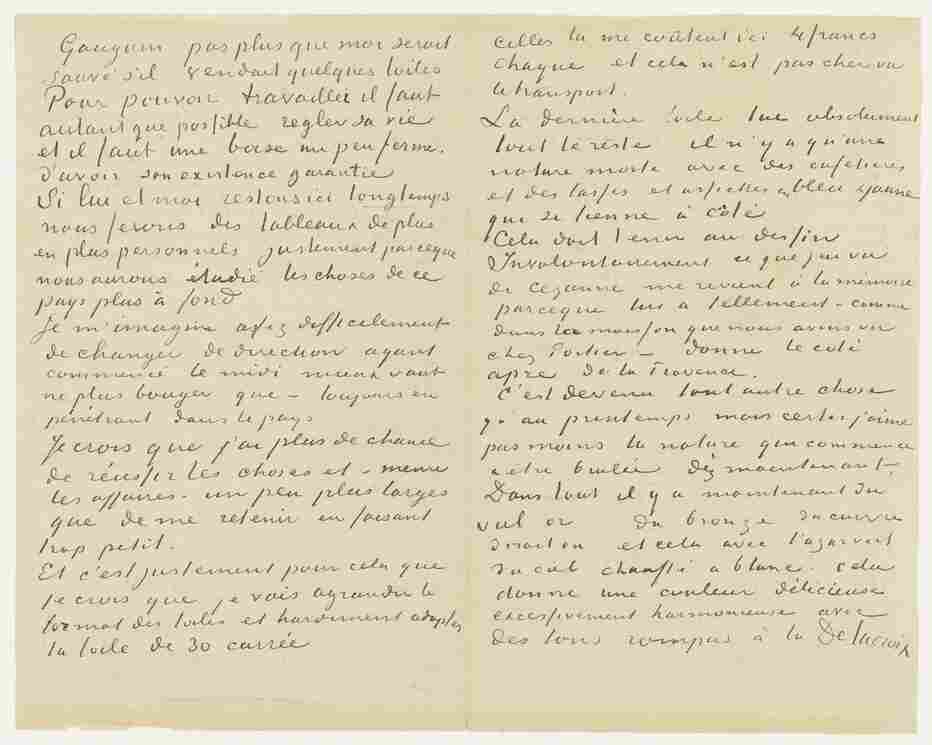 Gauguin pas plus que moi serait
sauvé s'il vendait quelques toiles
Pour pouvoir travailler il faut
autant que possible regler sa vie
et il faut une base un peu ferme.
d'avoir son existence garantie
Si lui et moi restons ici longtemps
nous ferons des tableaux de plus
en plus personnels justement parceque
nous aurons étudié les choses de ce
pays plus à fond
Je m'imagine assez difficilement
de changer de direction ayant
commencé le midi mieux vaut
ne plus bouger que – toujours en
pénétrant dans le pays
Je crois que j'ai plus de chance
de réussir les choses et – meme
les affaires – un peu plus larges
que de me retenir en faisant
trop petit.
Et c'est justement pour cela que
je crois que je vais agrandir le
format des toiles et hardiment adopter
la toile de 30 carrée
celles la me coûtent ici 4 francs
chaque et cela n'est pas cher vu
le transport.
La dernière toile tue absolument
tout le reste il n'y a qu'une
nature morte avec des cafetieres
et des tasses et assiettes en bleu & jaune
qui se tienne à côté
Cela doit tenir au dessin
Involontairement ce que j'ai vu
de Cezanne me revient à la mémoire
parceque lui a tellement – comme
dans la moisson que nous avons vu
chez Portier – donné le coté
apre de la Provence.
C'est devenu tout autre chose
qu'au printemps mais certes j'aime
pas moins la nature qui commence
à etre brulée dès maintenant.
Dans tout il y a maintenant du
vieil or du bronze du cuivre
dirait on et cela avec l'azur vert
du ciel chauffé a blanc. cela
donne une couleur délicieuse
excessivement harmonieuse avec
des tons rompus à la Delacroix